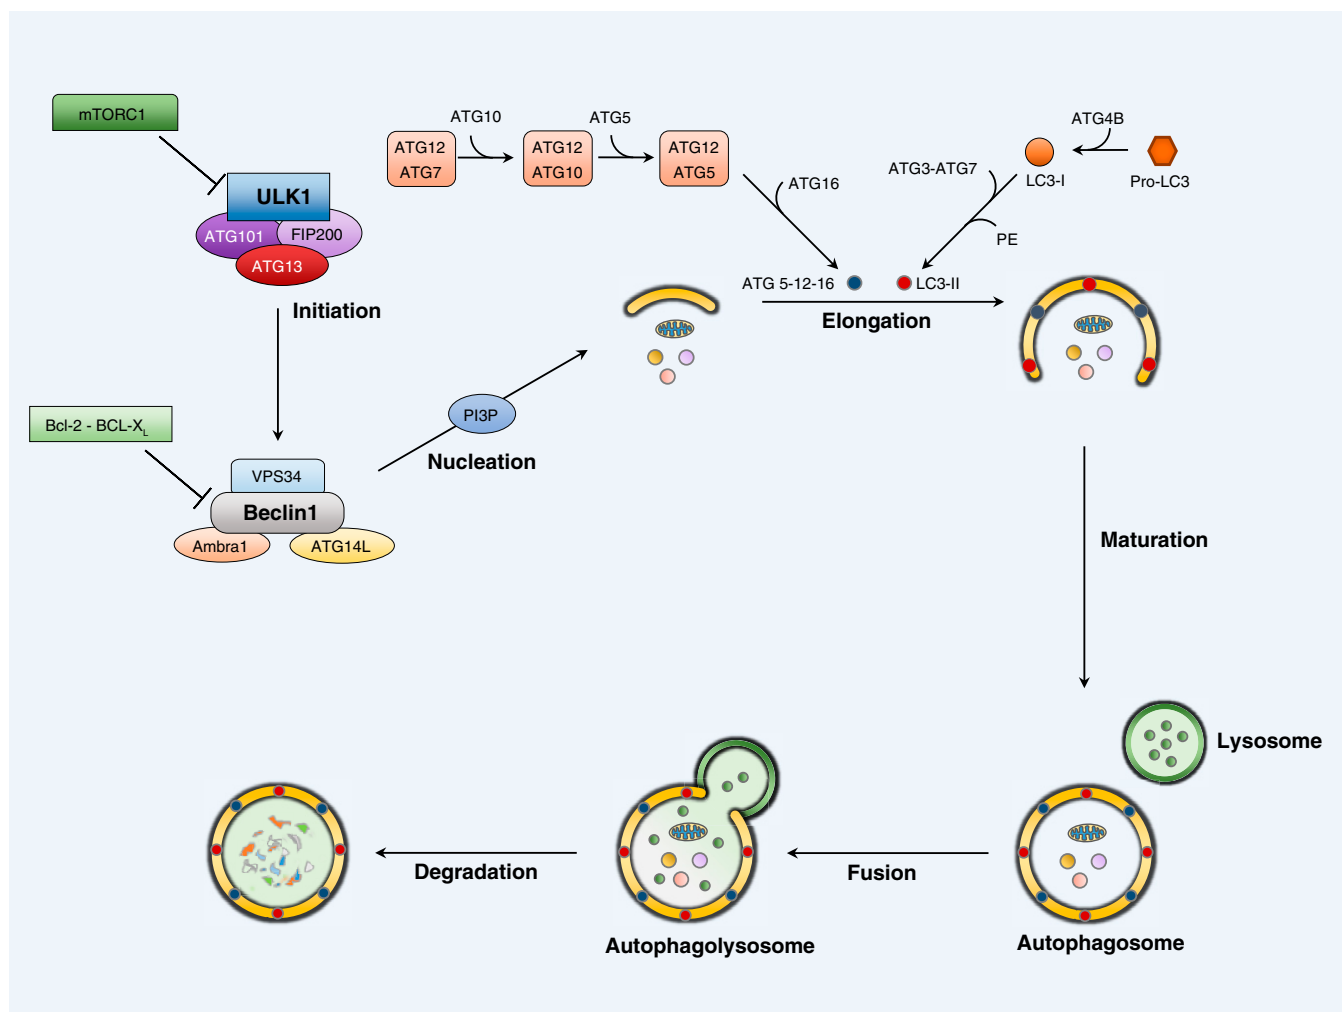 mTORC1
ULK1
ATG101
FIP200
ATG13
Initiation
ATG12
ATG7
ATG10
ATG12
ATG10
ATG5
ATG12
ATG5
ATG16
ATG3-ATG7
LC3-I
ATG4B
Pro-LC3
PE
ATG 5-12-16
LC3-II
Elongation
Bcl-2 - BCL-XL
VPS34
Beclin1
Ambra1
ATG14L
PI3P
Nucleation
Maturation
Lysosome
Autophagosome
Fusion
Autophagolysosome
Degradation